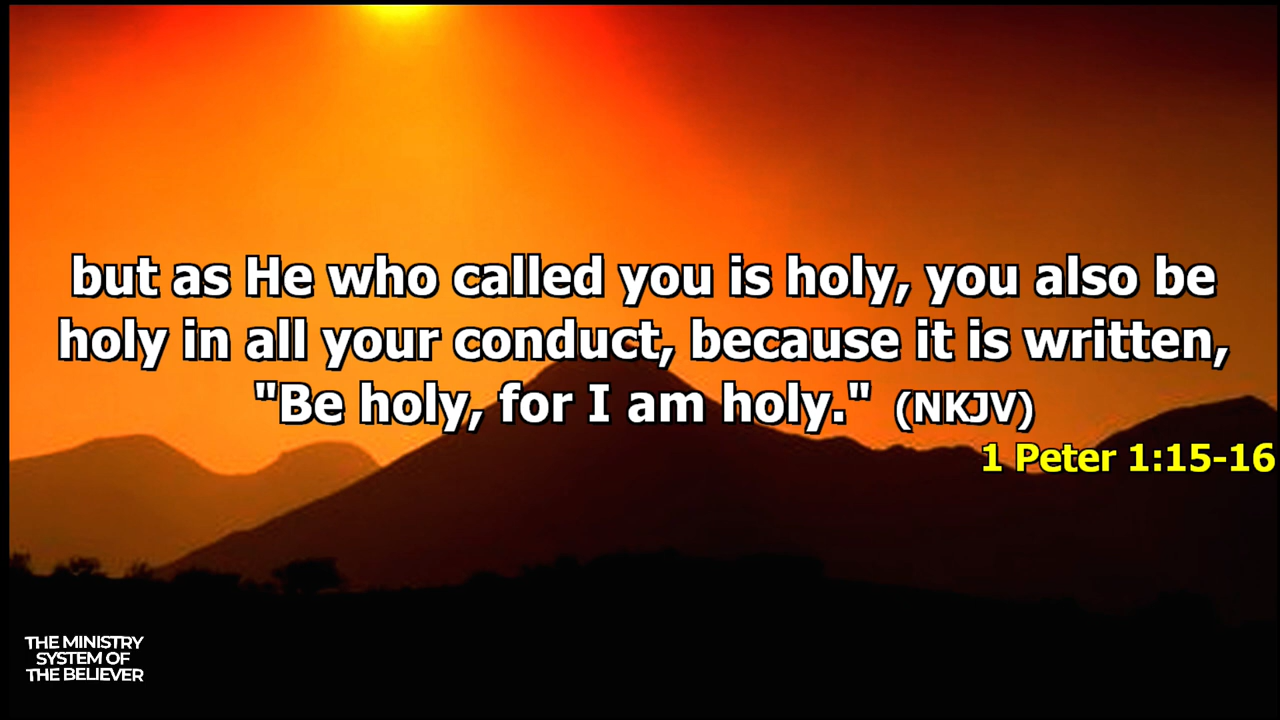 but as He who called you is holy, you also be
holy in all your conduct, because it is written,
"Be holy, for I am holy." (NKJV)
1 Peter 1:15-16
THE MINISTRY
SYSTEM OF
THE BELIEVER